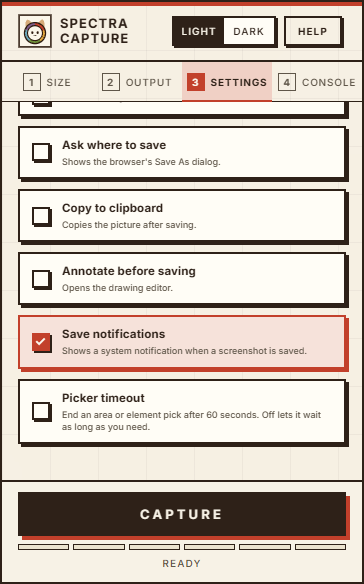 SPECTRA
CAPTURE
LIGHT DARK HELP
1 SIZE 2 OUTPUT 3 SETTINGS 4 CONSOLE
Ask where to save
Shows the browser's Save As dialog.
Copy to clipboard
Copies the picture after saving.
Annotate before saving
Opens the drawing editor.
Save notifications
Shows a system notification when a screenshot is saved.
Picker timeout
End an area or element pick after 60 seconds. Off lets it wait
as long as you need.
CAPTURE
READY